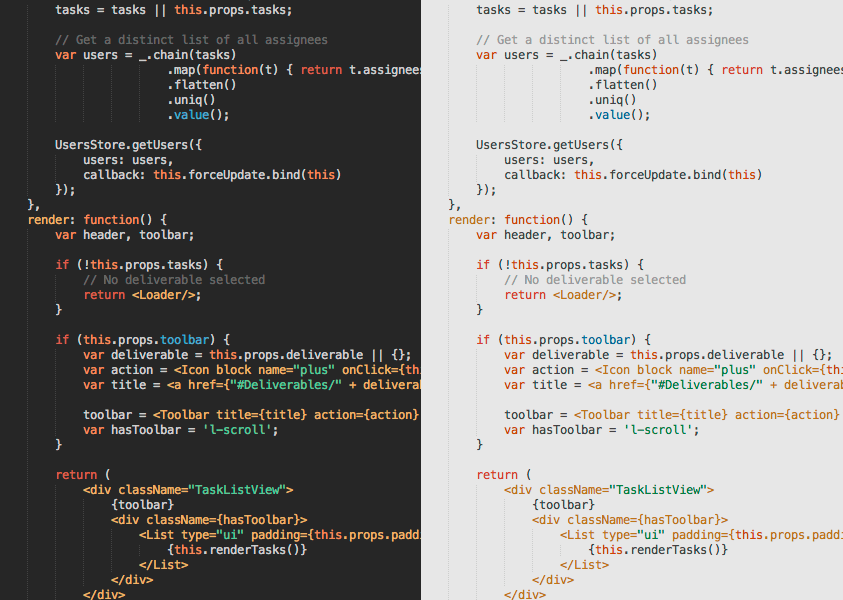 tasks = tasks || this.props.tasks;
// Get a distinct list of all assignees
var users = _.chain(tasks)
.map(function(t) { return t.assignees
.flatten()
.uniq()
.value();
UsersStore.getUsers({
users: users,
callback: this.forceUpdate.bind(this)
});
},
render: function() {
var header, toolbar;
if (!this.props.tasks) {
// No deliverable selected
return <Loader/>;
}
if (this.props.toolbar) {
var deliverable = this.props.deliverable || {};
var action = <Icon block name="plus" onClick={th
var title = <a href={"#Deliverables/" + deliverab
toolbar = <Toolbar title={title} action={action}
var hasToolbar = 'l-scroll';
}
return (
<div className="TaskListView">
{toolbar}
<div className={hasToolbar}>
<List type="ui" padding={this.props.padd
{this.renderTasks()}
</List>
</div>
</div>
tasks = tasks || this.props.tasks;
// Get a distinct list of all assignees
var users = _.chain(tasks)
.map(function(t) { return t.assignees
.flatten()
.uniq()
.value();
UsersStore.getUsers({
users: users,
callback: this.forceUpdate.bind(this)
});
},
render: function() {
var header, toolbar;
if (!this.props.tasks) {
// No deliverable selected
return <Loader/>;
}
if (this.props.toolbar) {
var deliverable = this.props.deliverable || {};
var action = <Icon block name="plus" onClick={thi
var title = <a href={"#Deliverables/" + deliverab
toolbar = <Toolbar title={title} action={action}
var hasToolbar = 'l-scroll';
}
return (
<div className="TaskListView">
{toolbar}
<div className={hasToolbar}>
<List type="ui" padding={this.props.paddi
{this.renderTasks()}
</List>
</div>
</div>